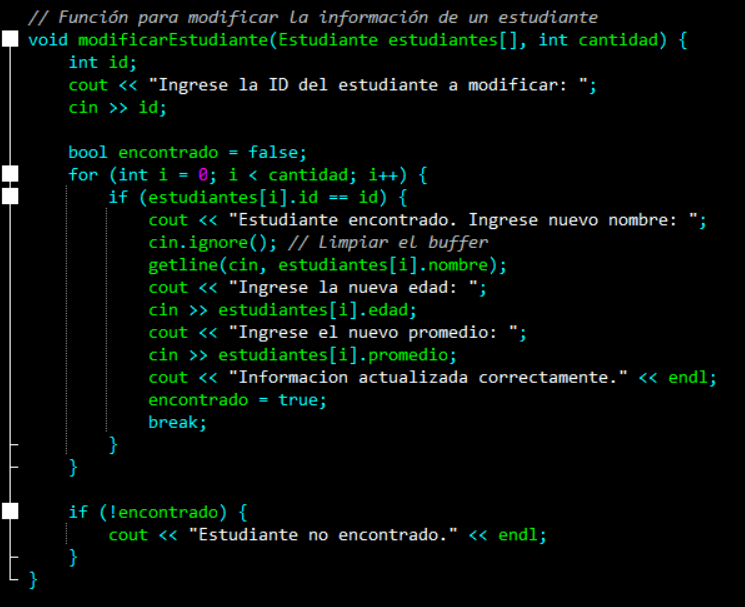 // Función para modificar la información de un estudiante
void modificarEstudiante(Estudiante estudiantes[], int cantidad) {
    int id;
    cout << "Ingrese la ID del estudiante a modificar: ";
    cin >> id;

    bool encontrado = false;
    for (int i = 0; i < cantidad; i++) {
        if (estudiantes[i].id == id) {
            cout << "Estudiante encontrado. Ingrese nuevo nombre: ";
            cin.ignore(); // Limpiar el buffer
            getline(cin, estudiantes[i].nombre);
            cout << "Ingrese la nueva edad: ";
            cin >> estudiantes[i].edad;
            cout << "Ingrese el nuevo promedio: ";
            cin >> estudiantes[i].promedio;
            cout << "Informacion actualizada correctamente." << endl;
            encontrado = true;
            break;
        }
    }

    if (!encontrado) {
        cout << "Estudiante no encontrado." << endl;
    }
}